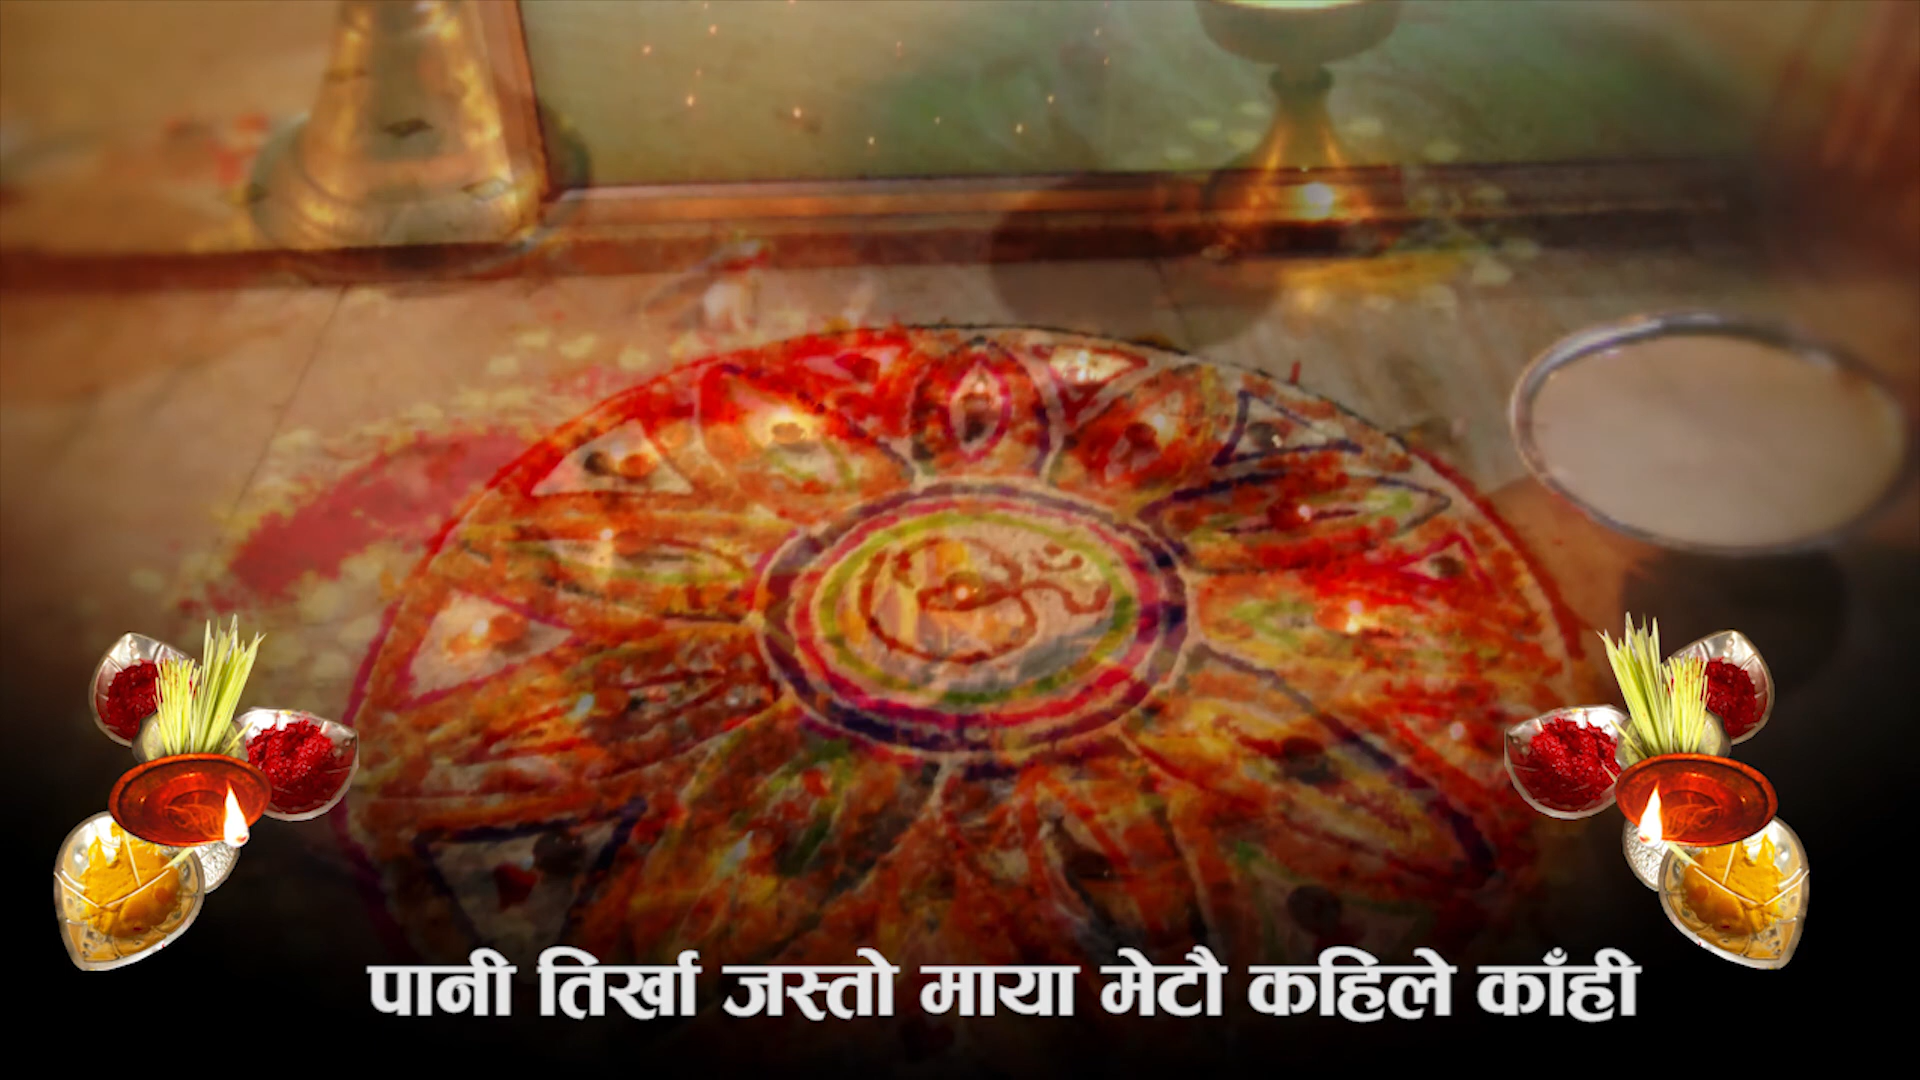 पानी तिर्खा जस्तो माया मेटौ कहिले काँही